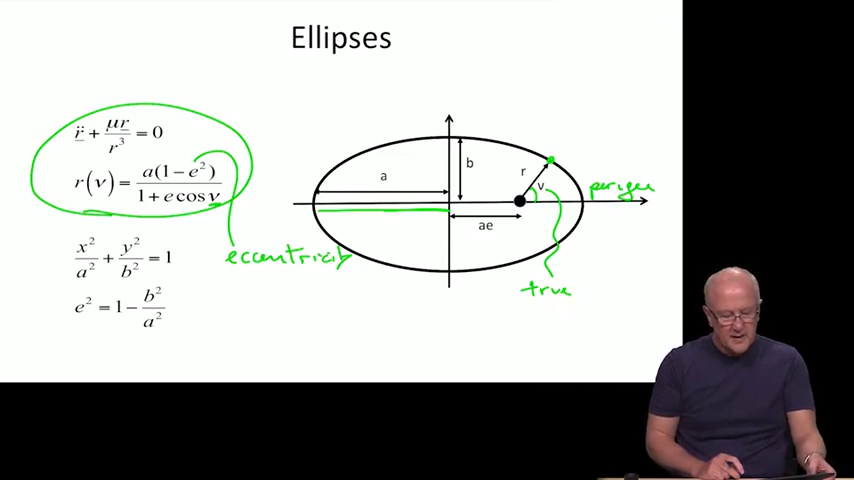 Ellipses
r̈ + μr/r³ = 0
r(ν) = a(1 − e²)/(1 + e cos ν)
x²/a² + y²/b² = 1
e² = 1 − b²/a²
a
b
r
ν
ae
perigee
eccentricity
true